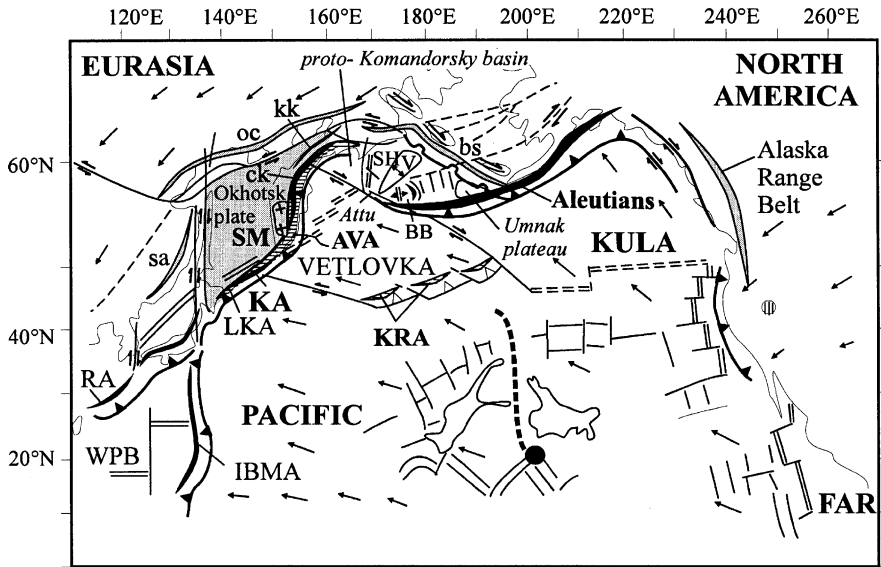 120°E 140°E 160°E 180°E 200°E 220°E 240°E 260°E
EURASIA
proto- Komandorsky basin
NORTH
AMERICA
kk
oc
bs
60°N
SHV
ck
Alaska
Range
Belt
Okhotsk
plate
Attu
Aleutians
BB
Umnak
plateau
SM
AVA
KULA
sa
VETLOVKA
KA
LKA
KRA
40°N
RA
PACIFIC
WPB
IBMA
20°N
FAR